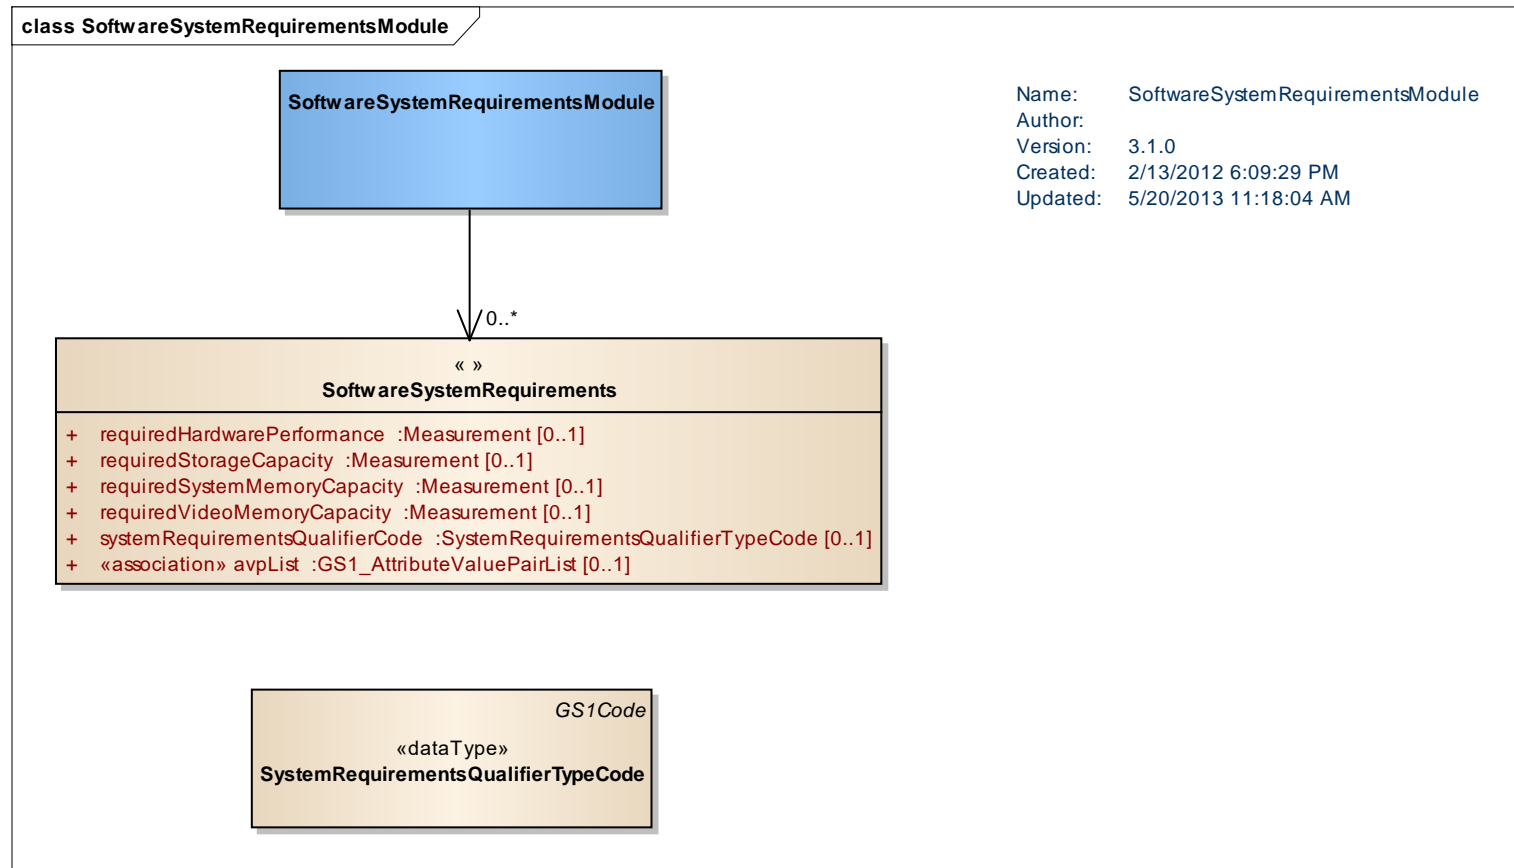 class SoftwareSystemRequirementsModule
SoftwareSystemRequirementsModule
Name: SoftwareSystemRequirementsModule
Author:
Version: 3.1.0
Created: 2/13/2012 6:09:29 PM
Updated: 5/20/2013 11:18:04 AM
0..*
« »
SoftwareSystemRequirements
+ requiredHardwarePerformance :Measurement [0..1]
+ requiredStorageCapacity :Measurement [0..1]
+ requiredSystemMemoryCapacity :Measurement [0..1]
+ requiredVideoMemoryCapacity :Measurement [0..1]
+ systemRequirementsQualifierCode :SystemRequirementsQualifierTypeCode [0..1]
+ «association» avpList :GS1_AttributeValuePairList [0..1]
GS1Code
«dataType»
SystemRequirementsQualifierTypeCode